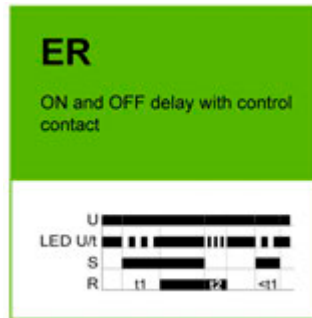 ER
ON and OFF delay with control
contact
U
LED U/t
S
R t1 t2 <t1